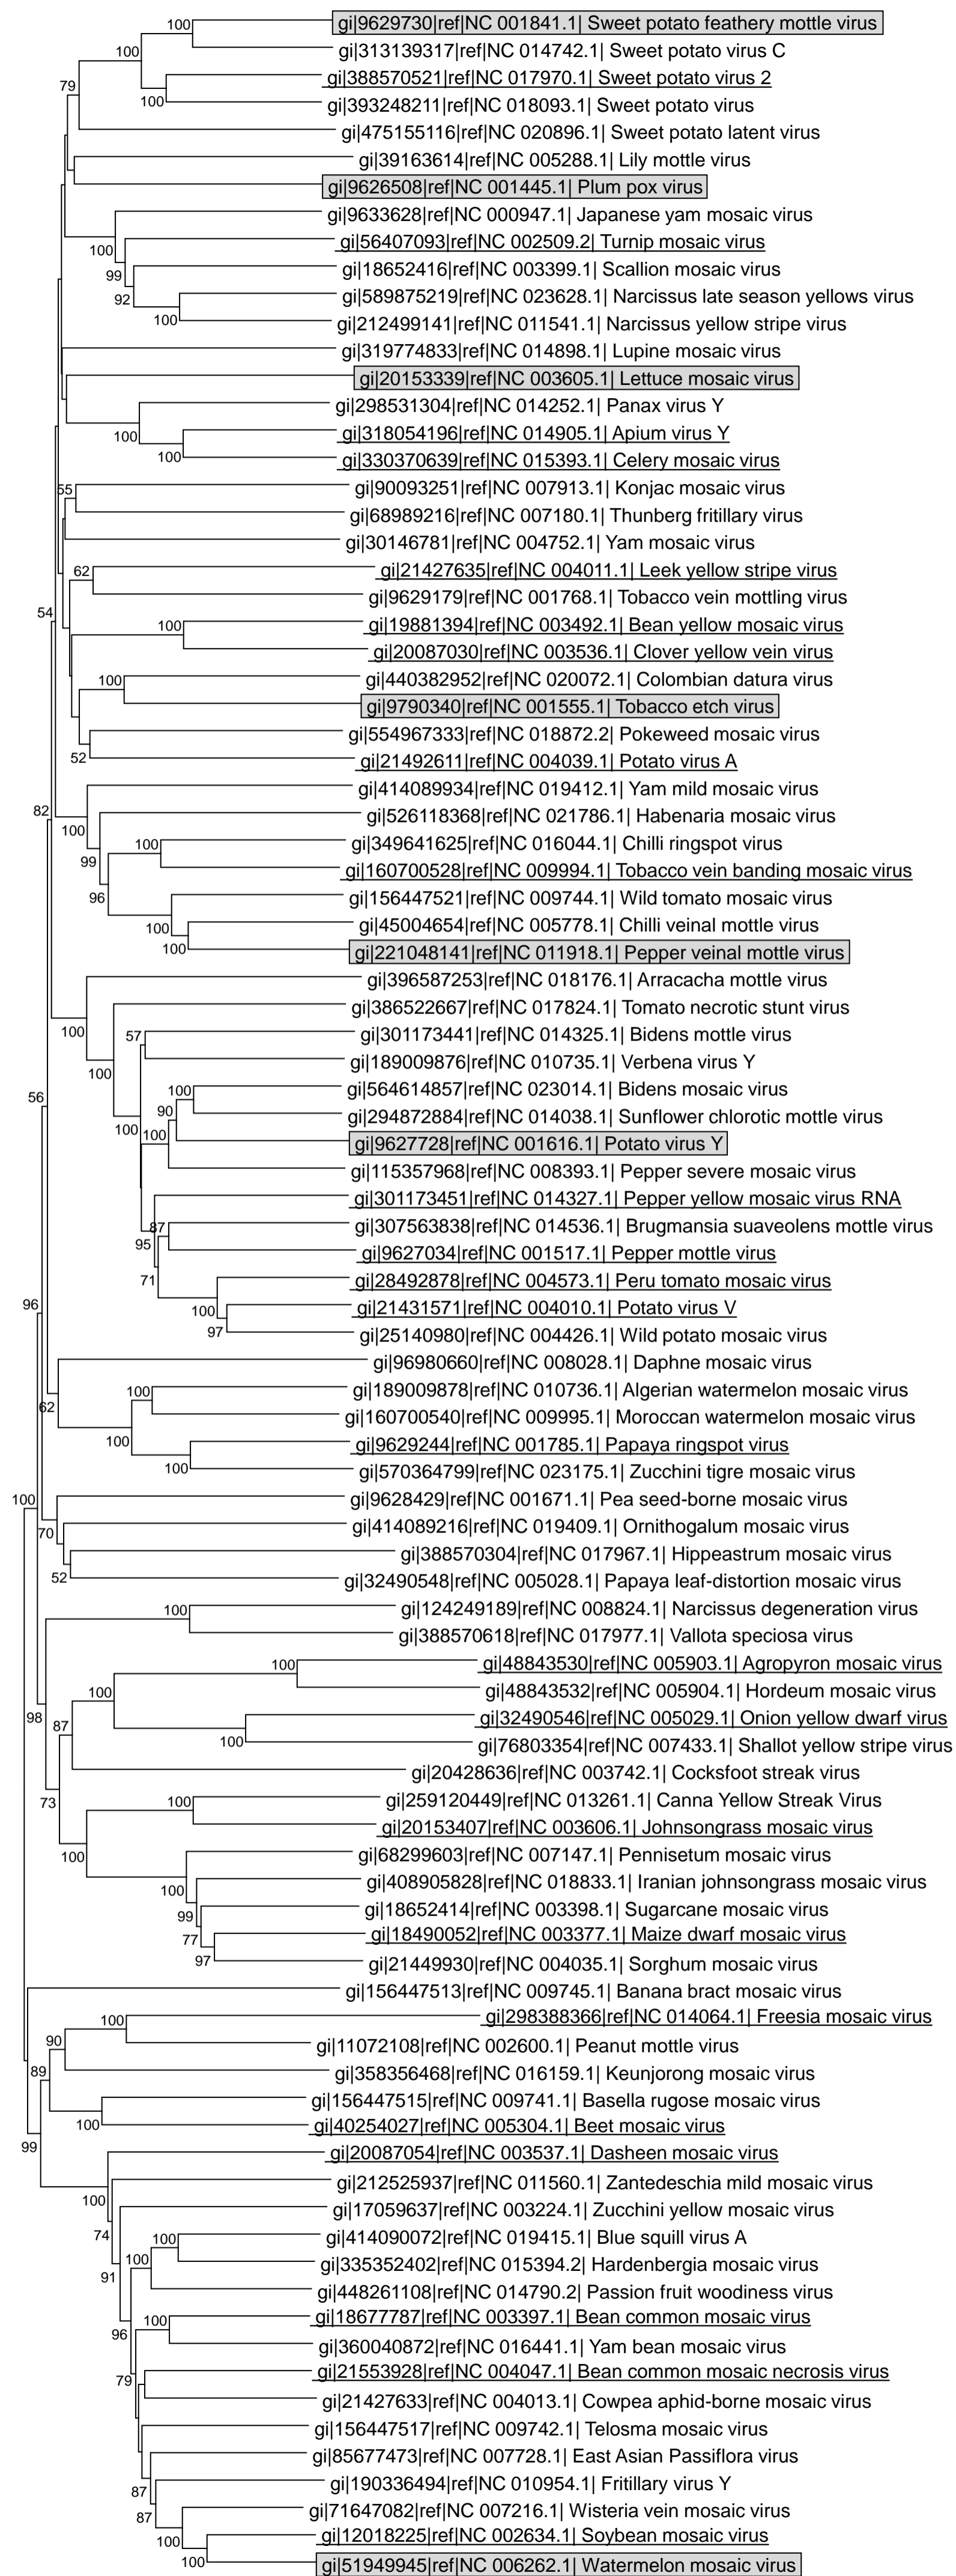 gi|9629730|ref|NC 001841.1| Sweet potato feathery mottle virus
gi|313139317|ref|NC 014742.1| Sweet potato virus C
gi|388570521|ref|NC 017970.1| Sweet potato virus 2
gi|393248211|ref|NC 018093.1| Sweet potato virus
gi|475155116|ref|NC 020896.1| Sweet potato latent virus
gi|39163614|ref|NC 005288.1| Lily mottle virus
gi|9626508|ref|NC 001445.1| Plum pox virus
gi|9633628|ref|NC 000947.1| Japanese yam mosaic virus
gi|56407093|ref|NC 002509.2| Turnip mosaic virus
gi|18652416|ref|NC 003399.1| Scallion mosaic virus
gi|589875219|ref|NC 023628.1| Narcissus late season yellows virus
gi|212499141|ref|NC 011541.1| Narcissus yellow stripe virus
gi|319774833|ref|NC 014898.1| Lupine mosaic virus
gi|20153339|ref|NC 003605.1| Lettuce mosaic virus
gi|298531304|ref|NC 014252.1| Panax virus Y
gi|318054196|ref|NC 014905.1| Apium virus Y
gi|330370639|ref|NC 015393.1| Celery mosaic virus
gi|90093251|ref|NC 007913.1| Konjac mosaic virus
gi|68989216|ref|NC 007180.1| Thunberg fritillary virus
gi|30146781|ref|NC 004752.1| Yam mosaic virus
gi|21427635|ref|NC 004011.1| Leek yellow stripe virus
gi|9629179|ref|NC 001768.1| Tobacco vein mottling virus
gi|19881394|ref|NC 003492.1| Bean yellow mosaic virus
gi|20087030|ref|NC 003536.1| Clover yellow vein virus
gi|440382952|ref|NC 020072.1| Colombian datura virus
gi|9790340|ref|NC 001555.1| Tobacco etch virus
gi|554967333|ref|NC 018872.2| Pokeweed mosaic virus
gi|21492611|ref|NC 004039.1| Potato virus A
gi|414089934|ref|NC 019412.1| Yam mild mosaic virus
gi|526118368|ref|NC 021786.1| Habenaria mosaic virus
gi|349641625|ref|NC 016044.1| Chilli ringspot virus
gi|160700528|ref|NC 009994.1| Tobacco vein banding mosaic virus
gi|156447521|ref|NC 009744.1| Wild tomato mosaic virus
gi|45004654|ref|NC 005778.1| Chilli veinal mottle virus
gi|221048141|ref|NC 011918.1| Pepper veinal mottle virus
gi|396587253|ref|NC 018176.1| Arracacha mottle virus
gi|386522667|ref|NC 017824.1| Tomato necrotic stunt virus
gi|301173441|ref|NC 014325.1| Bidens mottle virus
gi|189009876|ref|NC 010735.1| Verbena virus Y
gi|564614857|ref|NC 023014.1| Bidens mosaic virus
gi|294872884|ref|NC 014038.1| Sunflower chlorotic mottle virus
gi|9627728|ref|NC 001616.1| Potato virus Y
gi|115357968|ref|NC 008393.1| Pepper severe mosaic virus
gi|301173451|ref|NC 014327.1| Pepper yellow mosaic virus RNA
gi|307563838|ref|NC 014536.1| Brugmansia suaveolens mottle virus
gi|9627034|ref|NC 001517.1| Pepper mottle virus
gi|28492878|ref|NC 004573.1| Peru tomato mosaic virus
gi|21431571|ref|NC 004010.1| Potato virus V
gi|25140980|ref|NC 004426.1| Wild potato mosaic virus
gi|96980660|ref|NC 008028.1| Daphne mosaic virus
gi|189009878|ref|NC 010736.1| Algerian watermelon mosaic virus
gi|160700540|ref|NC 009995.1| Moroccan watermelon mosaic virus
gi|9629244|ref|NC 001785.1| Papaya ringspot virus
gi|570364799|ref|NC 023175.1| Zucchini tigre mosaic virus
gi|9628429|ref|NC 001671.1| Pea seed-borne mosaic virus
gi|414089216|ref|NC 019409.1| Ornithogalum mosaic virus
gi|388570304|ref|NC 017967.1| Hippeastrum mosaic virus
gi|32490548|ref|NC 005028.1| Papaya leaf-distortion mosaic virus
gi|124249189|ref|NC 008824.1| Narcissus degeneration virus
gi|388570618|ref|NC 017977.1| Vallota speciosa virus
gi|48843530|ref|NC 005903.1| Agropyron mosaic virus
gi|48843532|ref|NC 005904.1| Hordeum mosaic virus
gi|32490546|ref|NC 005029.1| Onion yellow dwarf virus
gi|76803354|ref|NC 007433.1| Shallot yellow stripe virus
gi|20428636|ref|NC 003742.1| Cocksfoot streak virus
gi|259120449|ref|NC 013261.1| Canna Yellow Streak Virus
gi|20153407|ref|NC 003606.1| Johnsongrass mosaic virus
gi|68299603|ref|NC 007147.1| Pennisetum mosaic virus
gi|408905828|ref|NC 018833.1| Iranian johnsongrass mosaic virus
gi|18652414|ref|NC 003398.1| Sugarcane mosaic virus
gi|18490052|ref|NC 003377.1| Maize dwarf mosaic virus
gi|21449930|ref|NC 004035.1| Sorghum mosaic virus
gi|156447513|ref|NC 009745.1| Banana bract mosaic virus
gi|298388366|ref|NC 014064.1| Freesia mosaic virus
gi|11072108|ref|NC 002600.1| Peanut mottle virus
gi|358356468|ref|NC 016159.1| Keunjorong mosaic virus
gi|156447515|ref|NC 009741.1| Basella rugose mosaic virus
gi|40254027|ref|NC 005304.1| Beet mosaic virus
gi|20087054|ref|NC 003537.1| Dasheen mosaic virus
gi|212525937|ref|NC 011560.1| Zantedeschia mild mosaic virus
gi|17059637|ref|NC 003224.1| Zucchini yellow mosaic virus
gi|414090072|ref|NC 019415.1| Blue squill virus A
gi|335352402|ref|NC 015394.2| Hardenbergia mosaic virus
gi|448261108|ref|NC 014790.2| Passion fruit woodiness virus
gi|18677787|ref|NC 003397.1| Bean common mosaic virus
gi|360040872|ref|NC 016441.1| Yam bean mosaic virus
gi|21553928|ref|NC 004047.1| Bean common mosaic necrosis virus
gi|21427633|ref|NC 004013.1| Cowpea aphid-borne mosaic virus
gi|156447517|ref|NC 009742.1| Telosma mosaic virus
gi|85677473|ref|NC 007728.1| East Asian Passiflora virus
gi|190336494|ref|NC 010954.1| Fritillary virus Y
gi|71647082|ref|NC 007216.1| Wisteria vein mosaic virus
gi|12018225|ref|NC 002634.1| Soybean mosaic virus
gi|51949945|ref|NC 006262.1| Watermelon mosaic virus
100
100
100
79
100
99
92
100
100
100
55
62
100
100
52
54
82
100
99
100
96
100
100
100
100
57
100
90
100
100
87
95
71
100
97
56
100
62
100
100
96
100
70
52
100
100
100
87
100
98
73
100
100
100
99
77
97
100
90
89
100
99
100
74
91
100
100
96
100
79
87
87
100
100